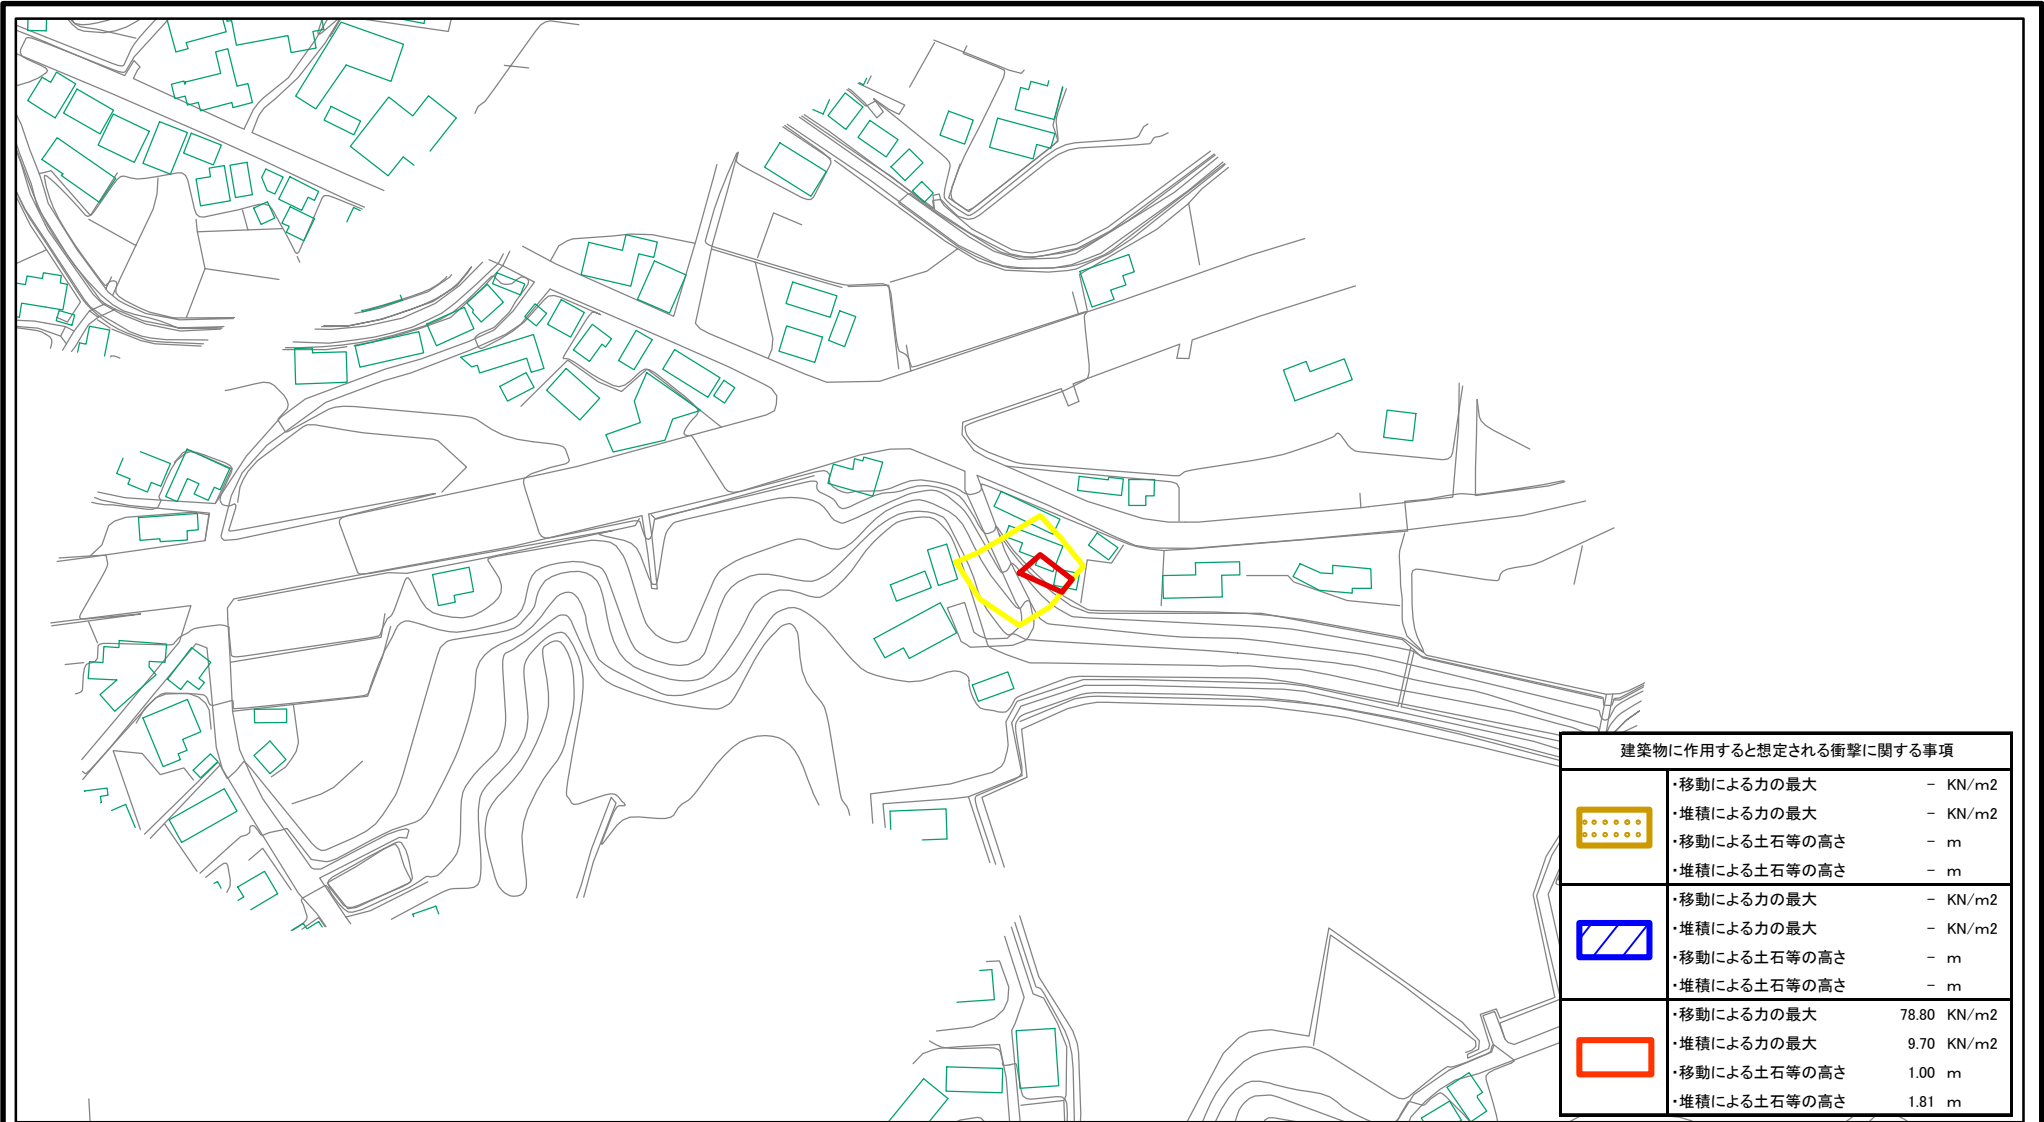 建築物に作用すると想定される衝撃に関する事項
・移動による力の最大 － KN/m2
・堆積による力の最大 － KN/m2
・移動による土石等の高さ － m
・堆積による土石等の高さ － m
・移動による力の最大 － KN/m2
・堆積による力の最大 － KN/m2
・移動による土石等の高さ － m
・堆積による土石等の高さ － m
・移動による力の最大 78.80 KN/m2
・堆積による力の最大 9.70 KN/m2
・移動による土石等の高さ 1.00 m
・堆積による土石等の高さ 1.81 m